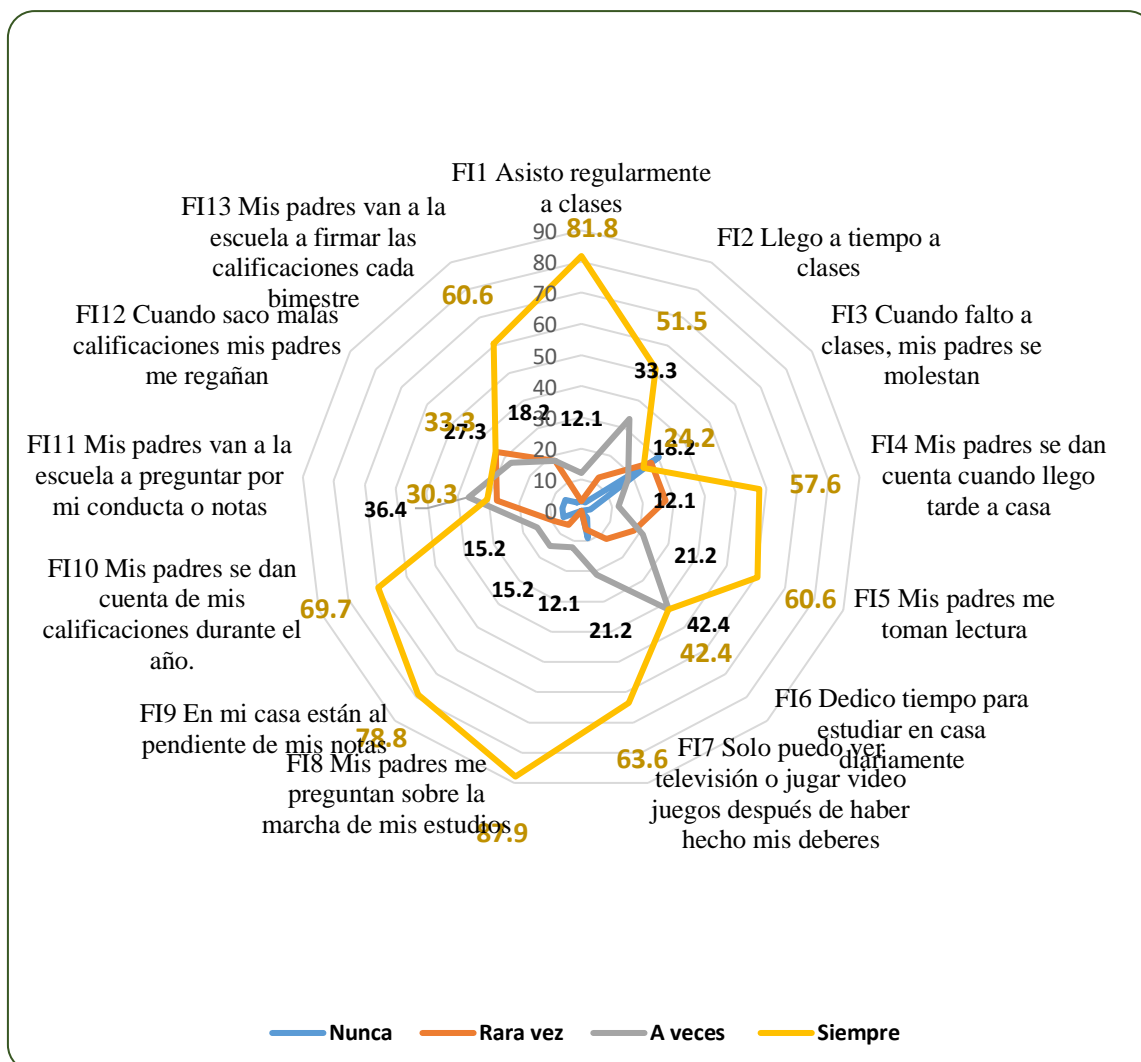 FI1 Asisto regularmente
a clases
81.8
FI13 Mis padres van a la
escuela a firmar las
calificaciones cada
bimestre
60.6
FI2 Llego a tiempo a
clases
51.5
33.3
FI12 Cuando saco malas
calificaciones mis padres
me regañan
33.3
27.3
18.2
12.1
FI3 Cuando falto a
clases, mis padres se
molestan
24.2
18.2
FI11 Mis padres van a la
escuela a preguntar por
mi conducta o notas
30.3
36.4
FI4 Mis padres se dan
cuenta cuando llego
tarde a casa
57.6
12.1
90
80
70
60
50
40
30
20
10
0
FI10 Mis padres se dan
cuenta de mis
calificaciones durante el
año.
69.7
15.2
15.2
12.1
21.2
21.2
42.4
42.4
FI5 Mis padres me
toman lectura
60.6
FI9 En mi casa están al
pendiente de mis notas
78.8
FI6 Dedico tiempo para
estudiar en casa
diariamente
FI8 Mis padres me
preguntan sobre la
marcha de mis estudios
87.9
FI7 Solo puedo ver
televisión o jugar video
juegos después de haber
hecho mis deberes
63.6
Nunca
Rara vez
A veces
Siempre